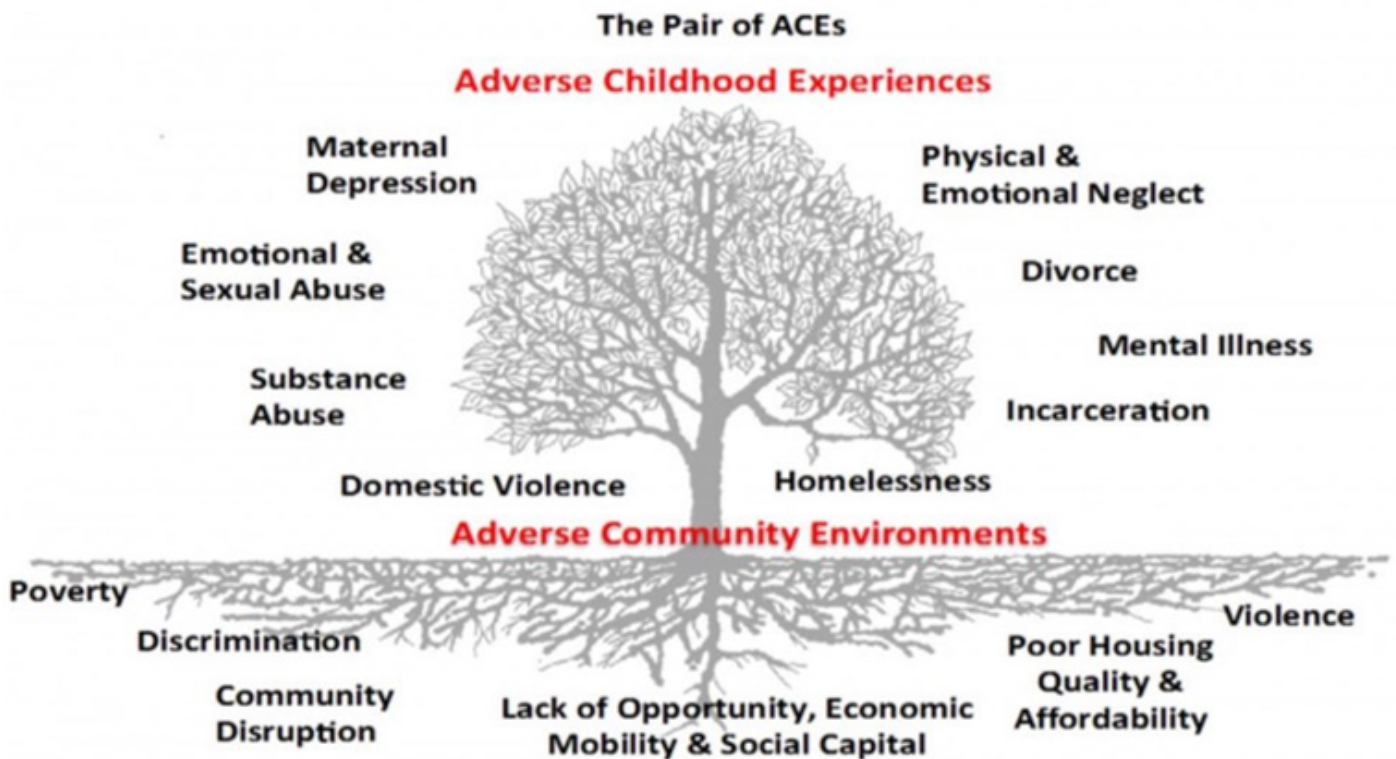 The Pair of ACEs
Adverse Childhood Experiences
Maternal
Depression
Physical &
Emotional Neglect
Emotional &
Sexual Abuse
Divorce
Mental Illness
Substance
Abuse
Incarceration
Domestic Violence
Homelessness
Adverse Community Environments
Poverty
Violence
Discrimination
Poor Housing
Quality &
Affordability
Community
Disruption
Lack of Opportunity, Economic
Mobility & Social Capital